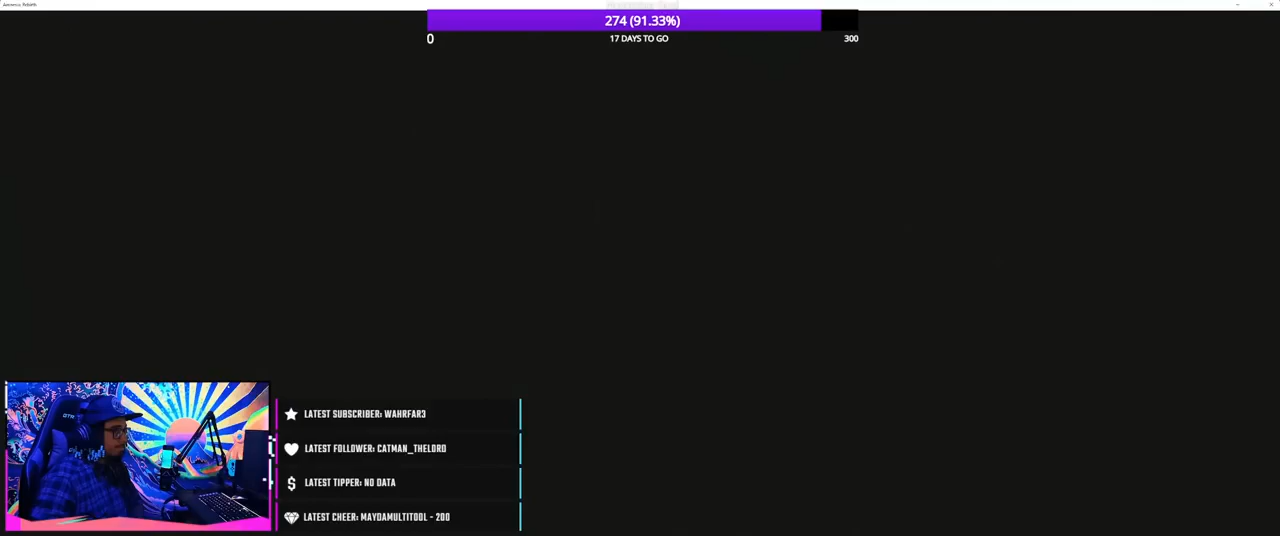 274 (91.33%)
0
17 DAYS TO GO
300
LATEST SUBSCRIBER: WAHRFAR3
LATEST FOLLOWER: CATMAN_THELORD
LATEST TIPPER: NO DATA
LATEST CHEER: MAYDAMULTITOOL - 200